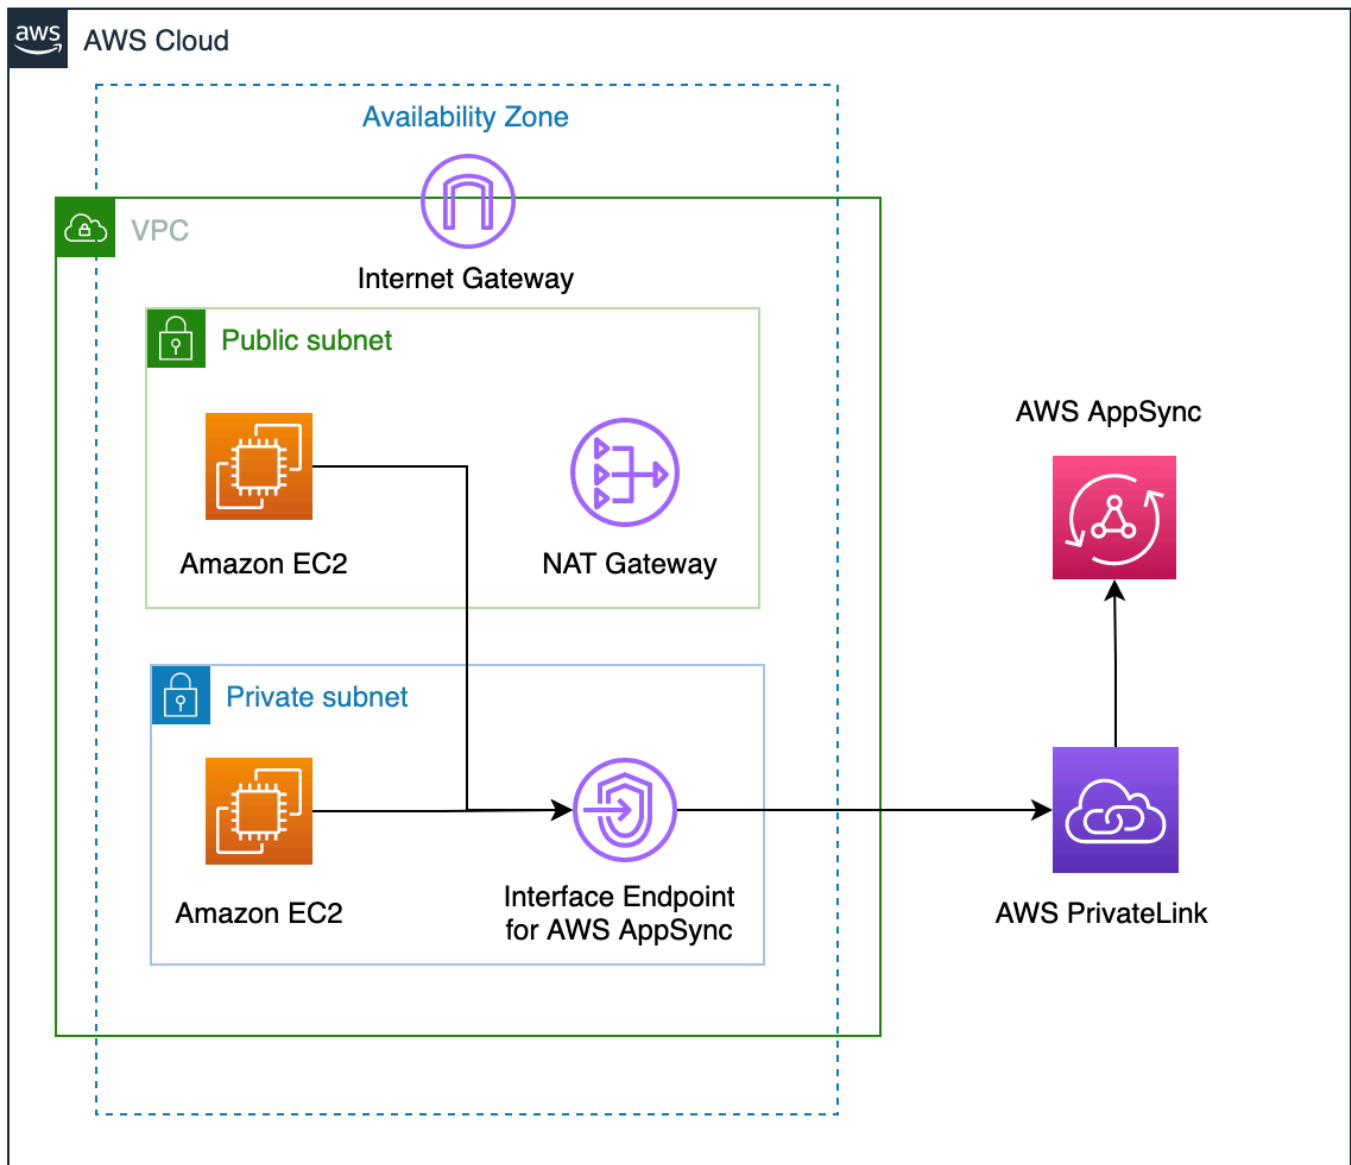 aws
AWS Cloud
Availability Zone
VPC
Internet Gateway
Public subnet
Amazon EC2
NAT Gateway
AWS AppSync
Private subnet
Amazon EC2
Interface Endpoint
for AWS AppSync
AWS PrivateLink